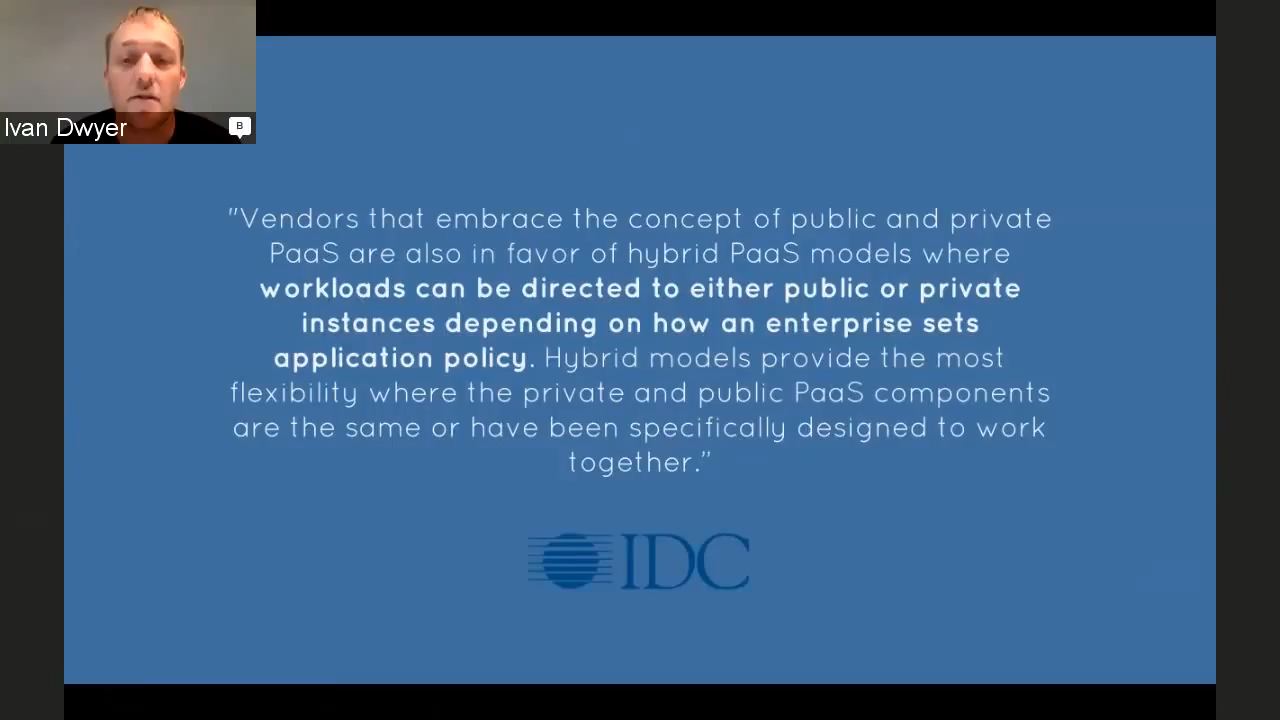 Ivan Dwyer
B
"Vendors that embrace the concept of public and private
PaaS are also in favor of hybrid PaaS models where
workloads can be directed to either public or private
instances depending on how an enterprise sets
application policy. Hybrid models provide the most
flexibility where the private and public PaaS components
are the same or have been specifically designed to work
together.”
IDC